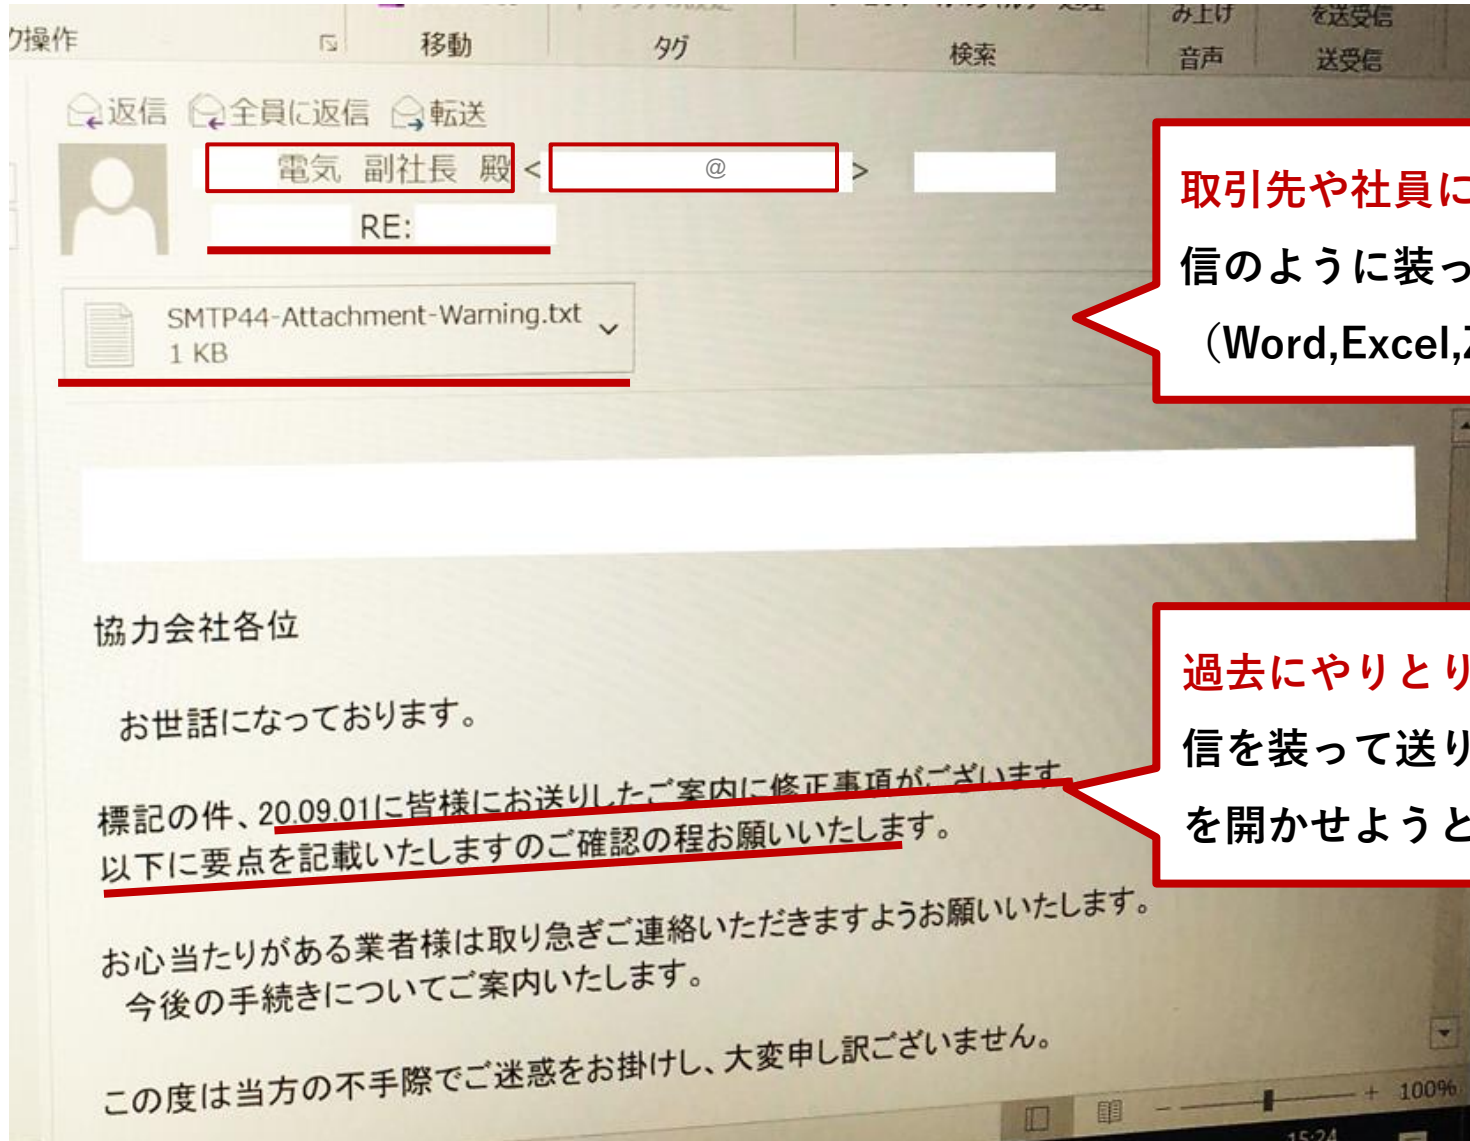 ク操作
移動
タグ
検索
み上げ
音声
を送受信
送受信
返信 全員に返信 転送
電気 副社長 殿 < @ >
RE:
SMTP44-Attachment-Warning.txt
1 KB
取引先や社員に
信のように装っ
（Word,Excel,Z
協力会社各位
お世話になっております。
標記の件、20.09.01に皆様にお送りしたご案内に修正事項がございます
以下に要点を記載いたしますのご確認の程お願いいたします。
過去にやりとり
信を装って送り
を開かせようと
お心当たりがある業者様は取り急ぎご連絡いただきますようお願いいたします。
今後の手続きについてご案内いたします。
この度は当方の不手際でご迷惑をお掛けし、大変申し訳ございません。
100%
15:24